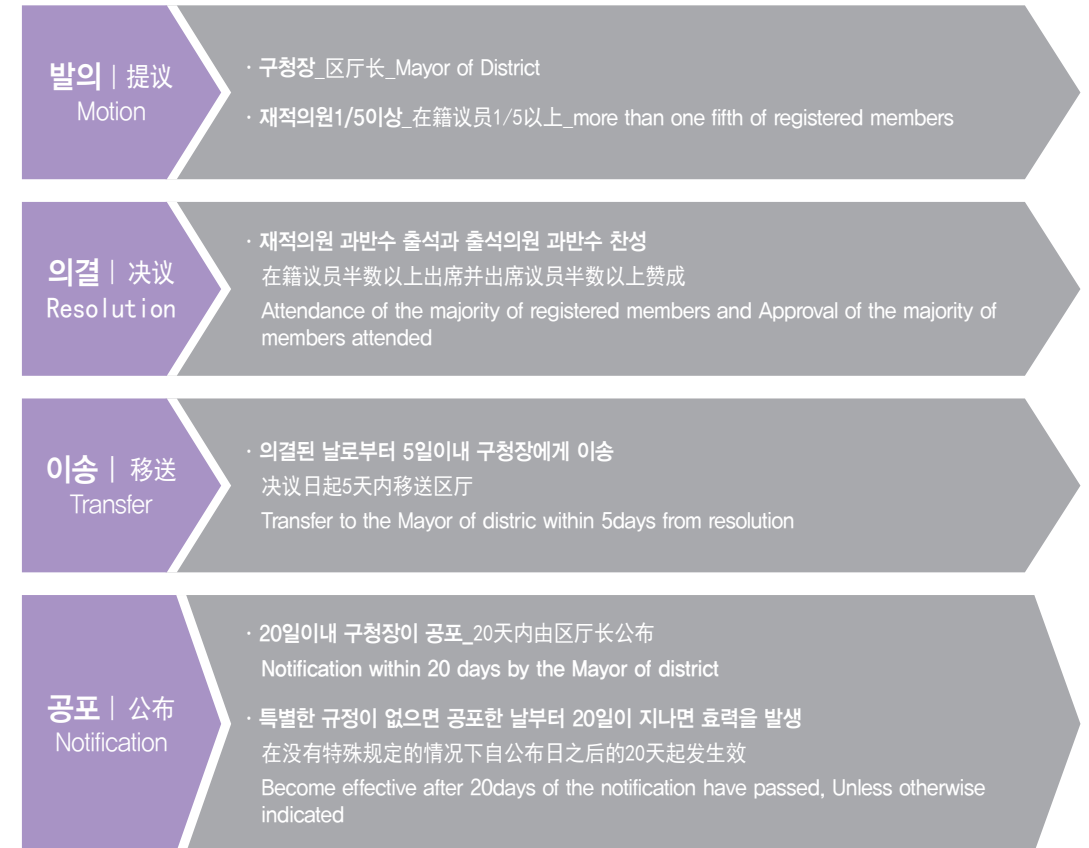 발의 | 提议
Motion
· 구청장_区厅长_Mayor of District
· 재적의원1/5이상_在籍议员1/5以上_more than one fifth of registered members
의결 | 决议
Resolution
· 재적의원 과반수 출석과 출석의원 과반수 찬성
在籍议员半数以上出席并出席议员半数以上赞成
Attendance of the majority of registered members and Approval of the majority of
members attended
이송 | 移送
Transfer
· 의결된 날로부터 5일이내 구청장에게 이송
决议日起5天内移送区厅
Transfer to the Mayor of distric within 5days from resolution
공포 | 公布
Notification
· 20일이내 구청장이 공포_20天内由区厅长公布
Notification within 20 days by the Mayor of district
· 특별한 규정이 없으면 공포한 날부터 20일이 지나면 효력을 발생
在没有特殊规定的情况下自公布日之后的20天起发生效
Become effective after 20days of the notification have passed, Unless otherwise
indicated